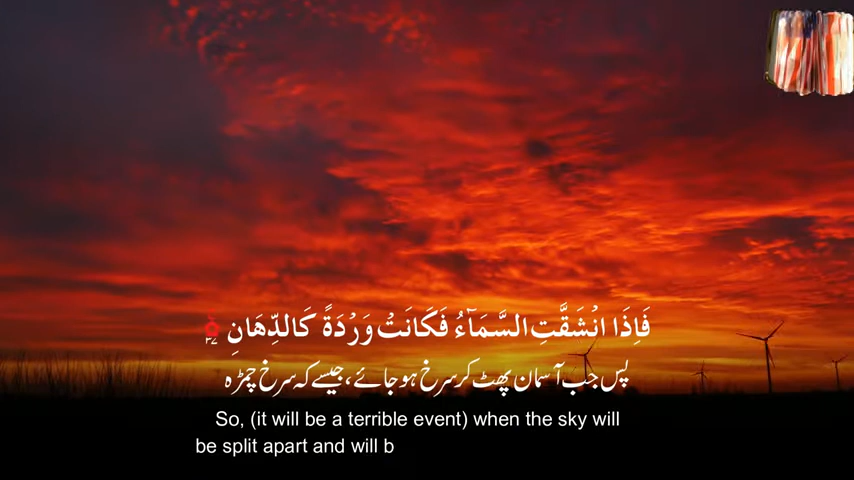 فَاِذَا انْشَقَّتِ السَّمَآءُ فَكَانَتْ وَرْدَةً كَالدِّهَانِ
پس جب آسمان پھٹ کر سرخ ہو جائے، جیسے کہ سرخ چمڑہ
So, (it will be a terrible event) when the sky will
be split apart and will b